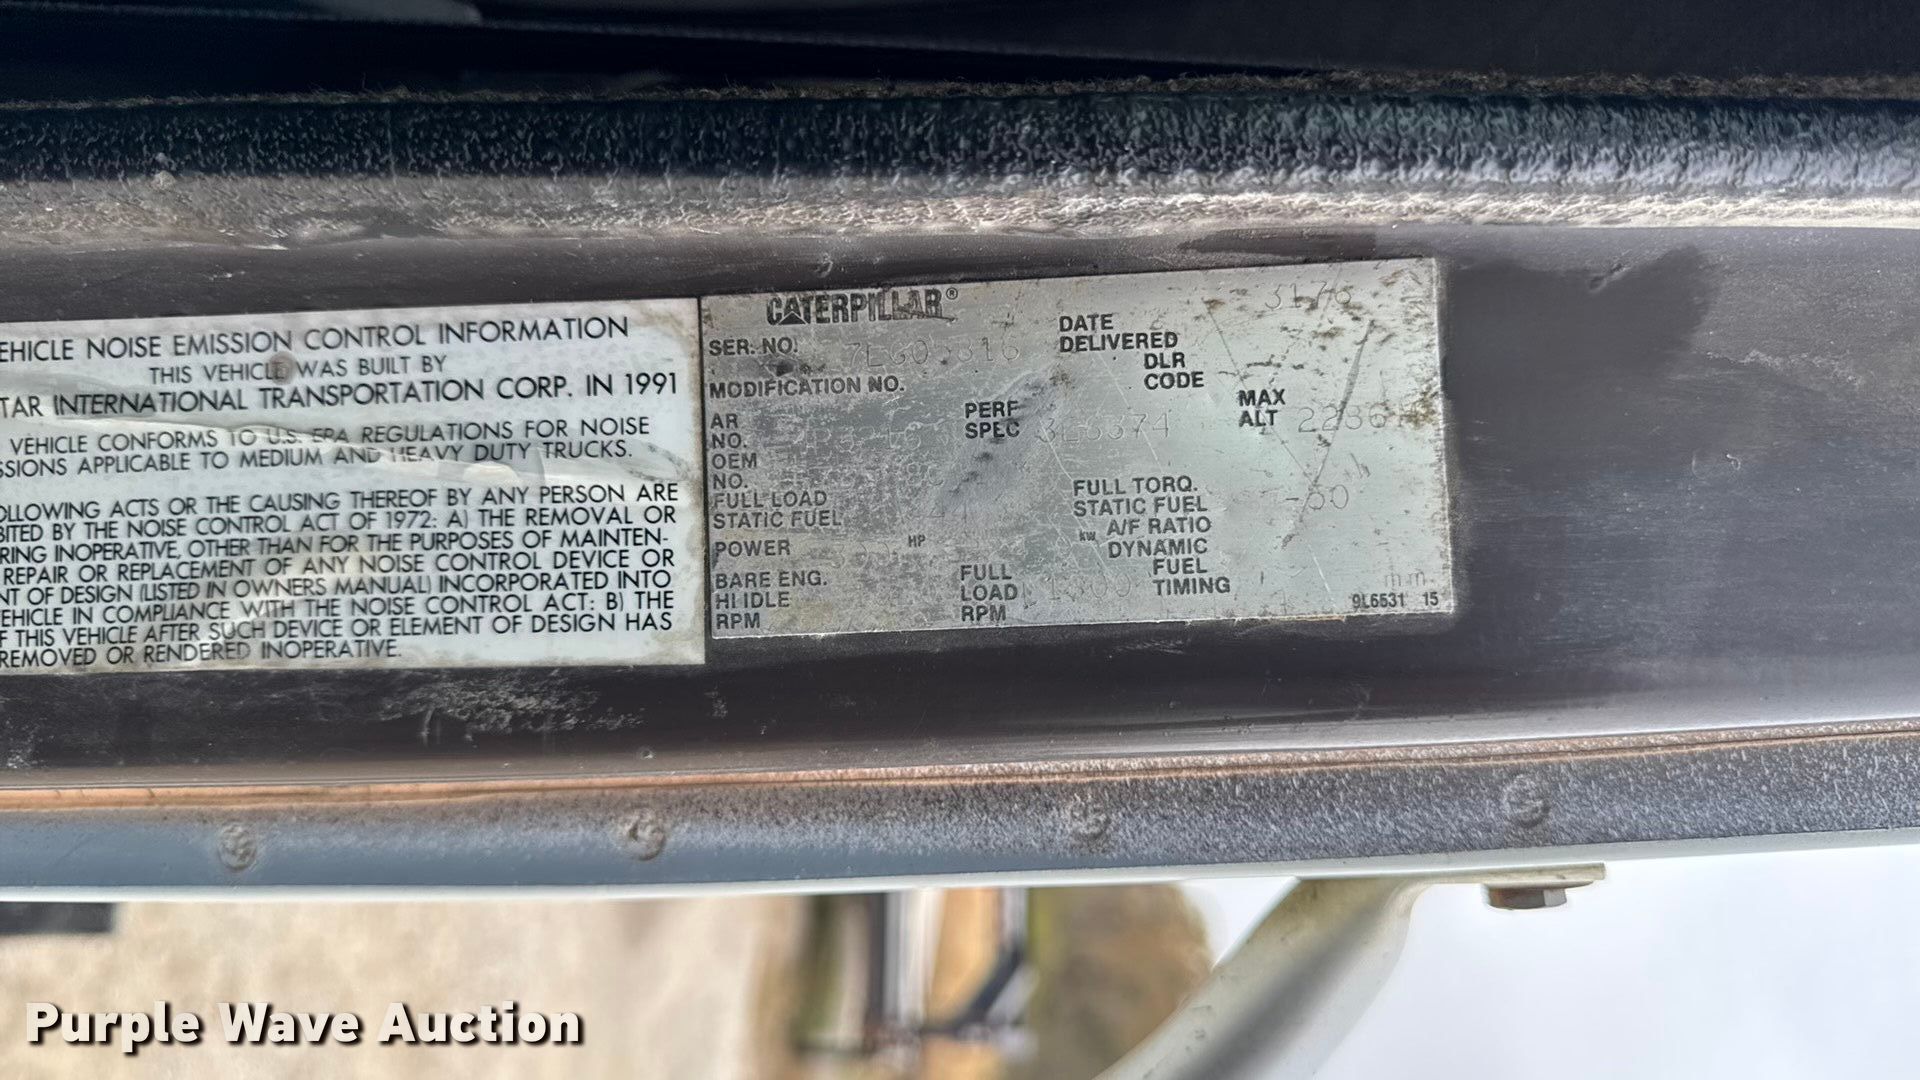 EHICLE NOISE EMISSION CONTROL INFORMATION
THIS VEHICLE WAS BUILT BY
TAR INTERNATIONAL TRANSPORTATION CORP. IN 1991
VEHICLE CONFORMS TO U.S. EPA REGULATIONS FOR NOISE
SSIONS APPLICABLE TO MEDIUM AND HEAVY DUTY TRUCKS.
OLLOWING ACTS OR THE CAUSING THEREOF BY ANY PERSON ARE
BITED BY THE NOISE CONTROL ACT OF 1972: A) THE REMOVAL OR
RING INOPERATIVE, OTHER THAN FOR THE PURPOSES OF MAINTEN-
REPAIR OR REPLACEMENT OF ANY NOISE CONTROL DEVICE OR
NT OF DESIGN (LISTED IN OWNERS MANUAL) INCORPORATED INTO
EHICLE IN COMPLIANCE WITH THE NOISE CONTROL ACT: B) THE
F THIS VEHICLE AFTER SUCH DEVICE OR ELEMENT OF DESIGN HAS
REMOVED OR RENDERED INOPERATIVE.
CATERPILLAR®
SER. NO.
MODIFICATION NO.
AR
NO.
OEM
NO.
FULL LOAD
STATIC FUEL
POWER
HP
BARE ENG.
HI IDLE
RPM
PERF
SPEC
FULL
LOAD
RPM
3176
DATE
DELIVERED
DLR
CODE
MAX
ALT
FULL TORQ.
STATIC FUEL
kW A/F RATIO
DYNAMIC
FUEL
TIMING
mm
9L6531 15
Purple Wave Auction